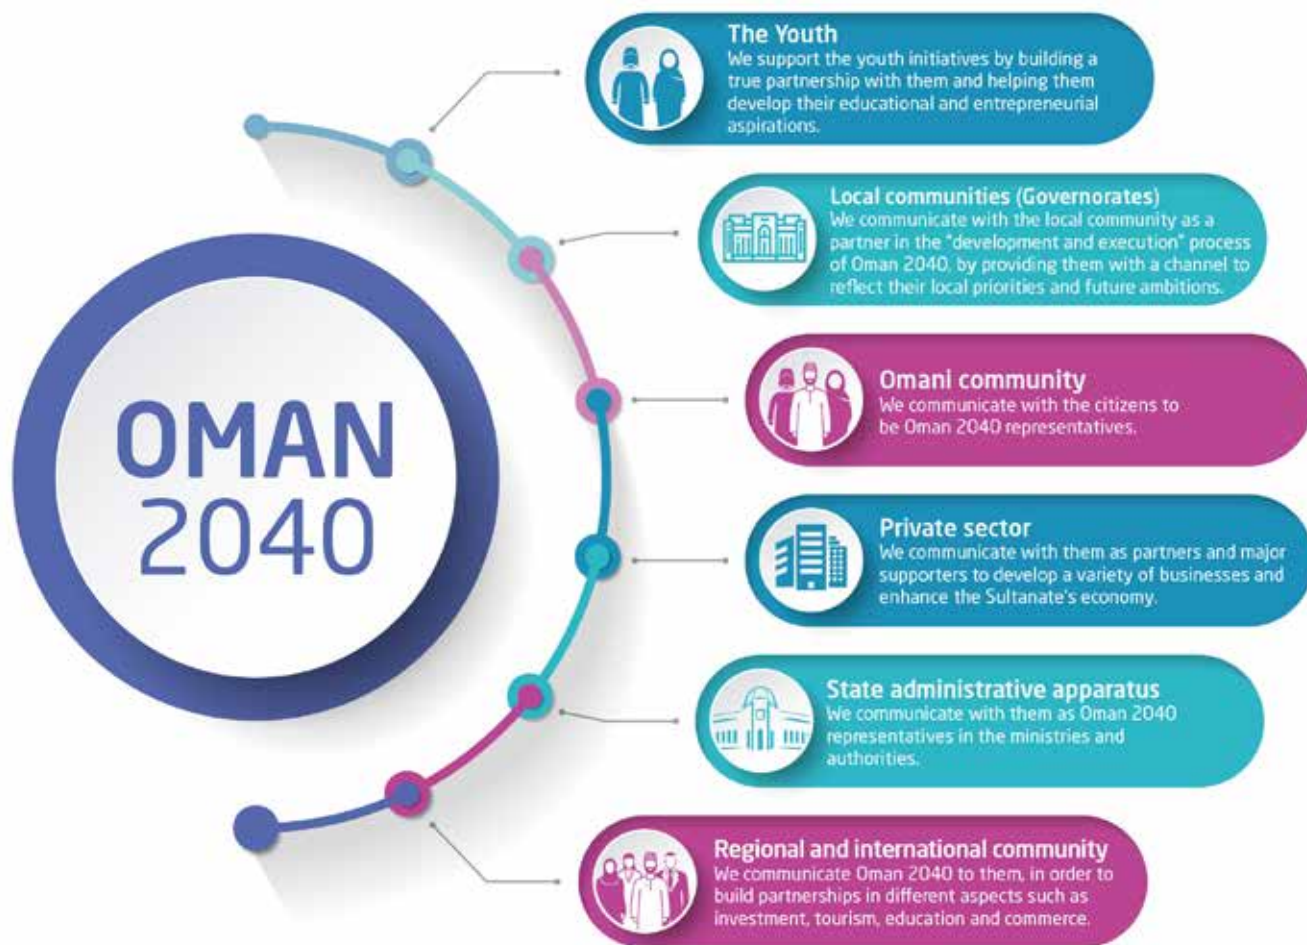 OMAN
2040
The Youth
We support the youth initiatives by building a
true partnership with them and helping them
develop their educational and entrepreneurial
aspirations.
Local communities (Governorates)
We communicate with the local community as a
partner in the "development and execution" process
of Oman 2040, by providing them with a channel to
reflect their local priorities and future ambitions.
Omani community
We communicate with the citizens to
be Oman 2040 representatives.
Private sector
We communicate with them as partners and major
supporters to develop a variety of businesses and
enhance the Sultanate's economy.
State administrative apparatus
We communicate with them as Oman 2040
representatives in the ministries and
authorities.
Regional and international community
We communicate Oman 2040 to them, in order to
build partnerships in different aspects such as
investment, tourism, education and commerce.